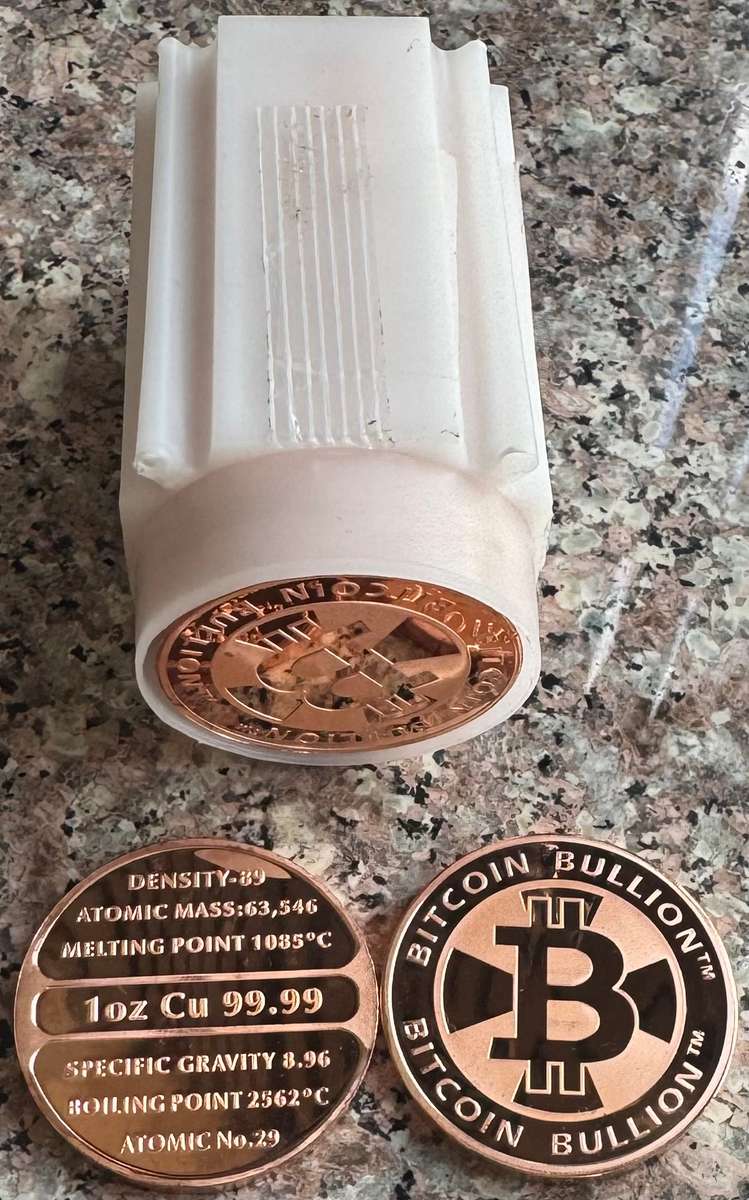 DENSITY-89
ATOMIC MASS:63,546
MELTING POINT 1085°C
1oz Cu 99.99
SPECIFIC GRAVITY 8.96
BOILING POINT 2562°C
ATOMIC No.29
BITCOIN BULLION™
BITCOIN BULLION™